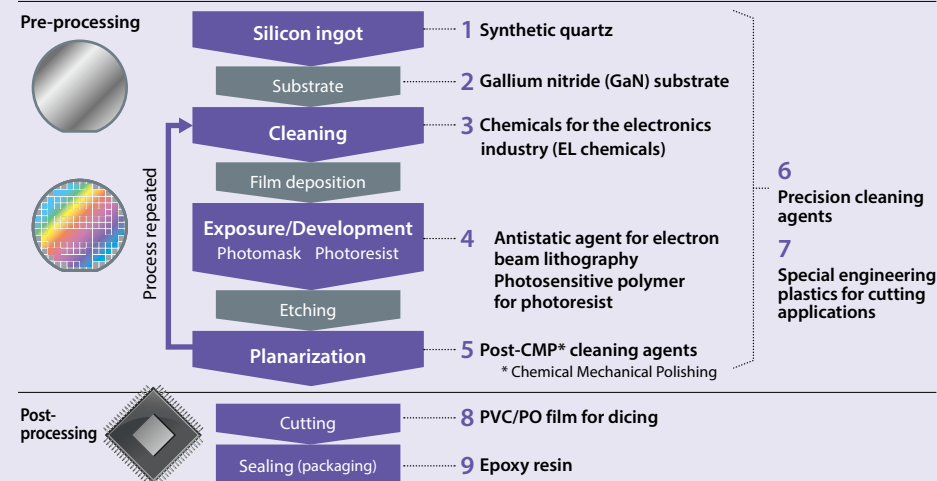 Pre-processing
Silicon ingot
1 Synthetic quartz
Substrate
2 Gallium nitride (GaN) substrate
Cleaning
3 Chemicals for the electronics
industry (EL chemicals)
Film deposition
Process repeated
Exposure/Development
Photomask Photoresist
4 Antistatic agent for electron
beam lithography
Photosensitive polymer
for photoresist
Etching
Planarization
5 Post-CMP* cleaning agents
* Chemical Mechanical Polishing
6
Precision cleaning
agents
7
Special engineering
plastics for cutting
applications
Post-
processing
Cutting
8 PVC/PO film for dicing
Sealing (packaging)
9 Epoxy resin